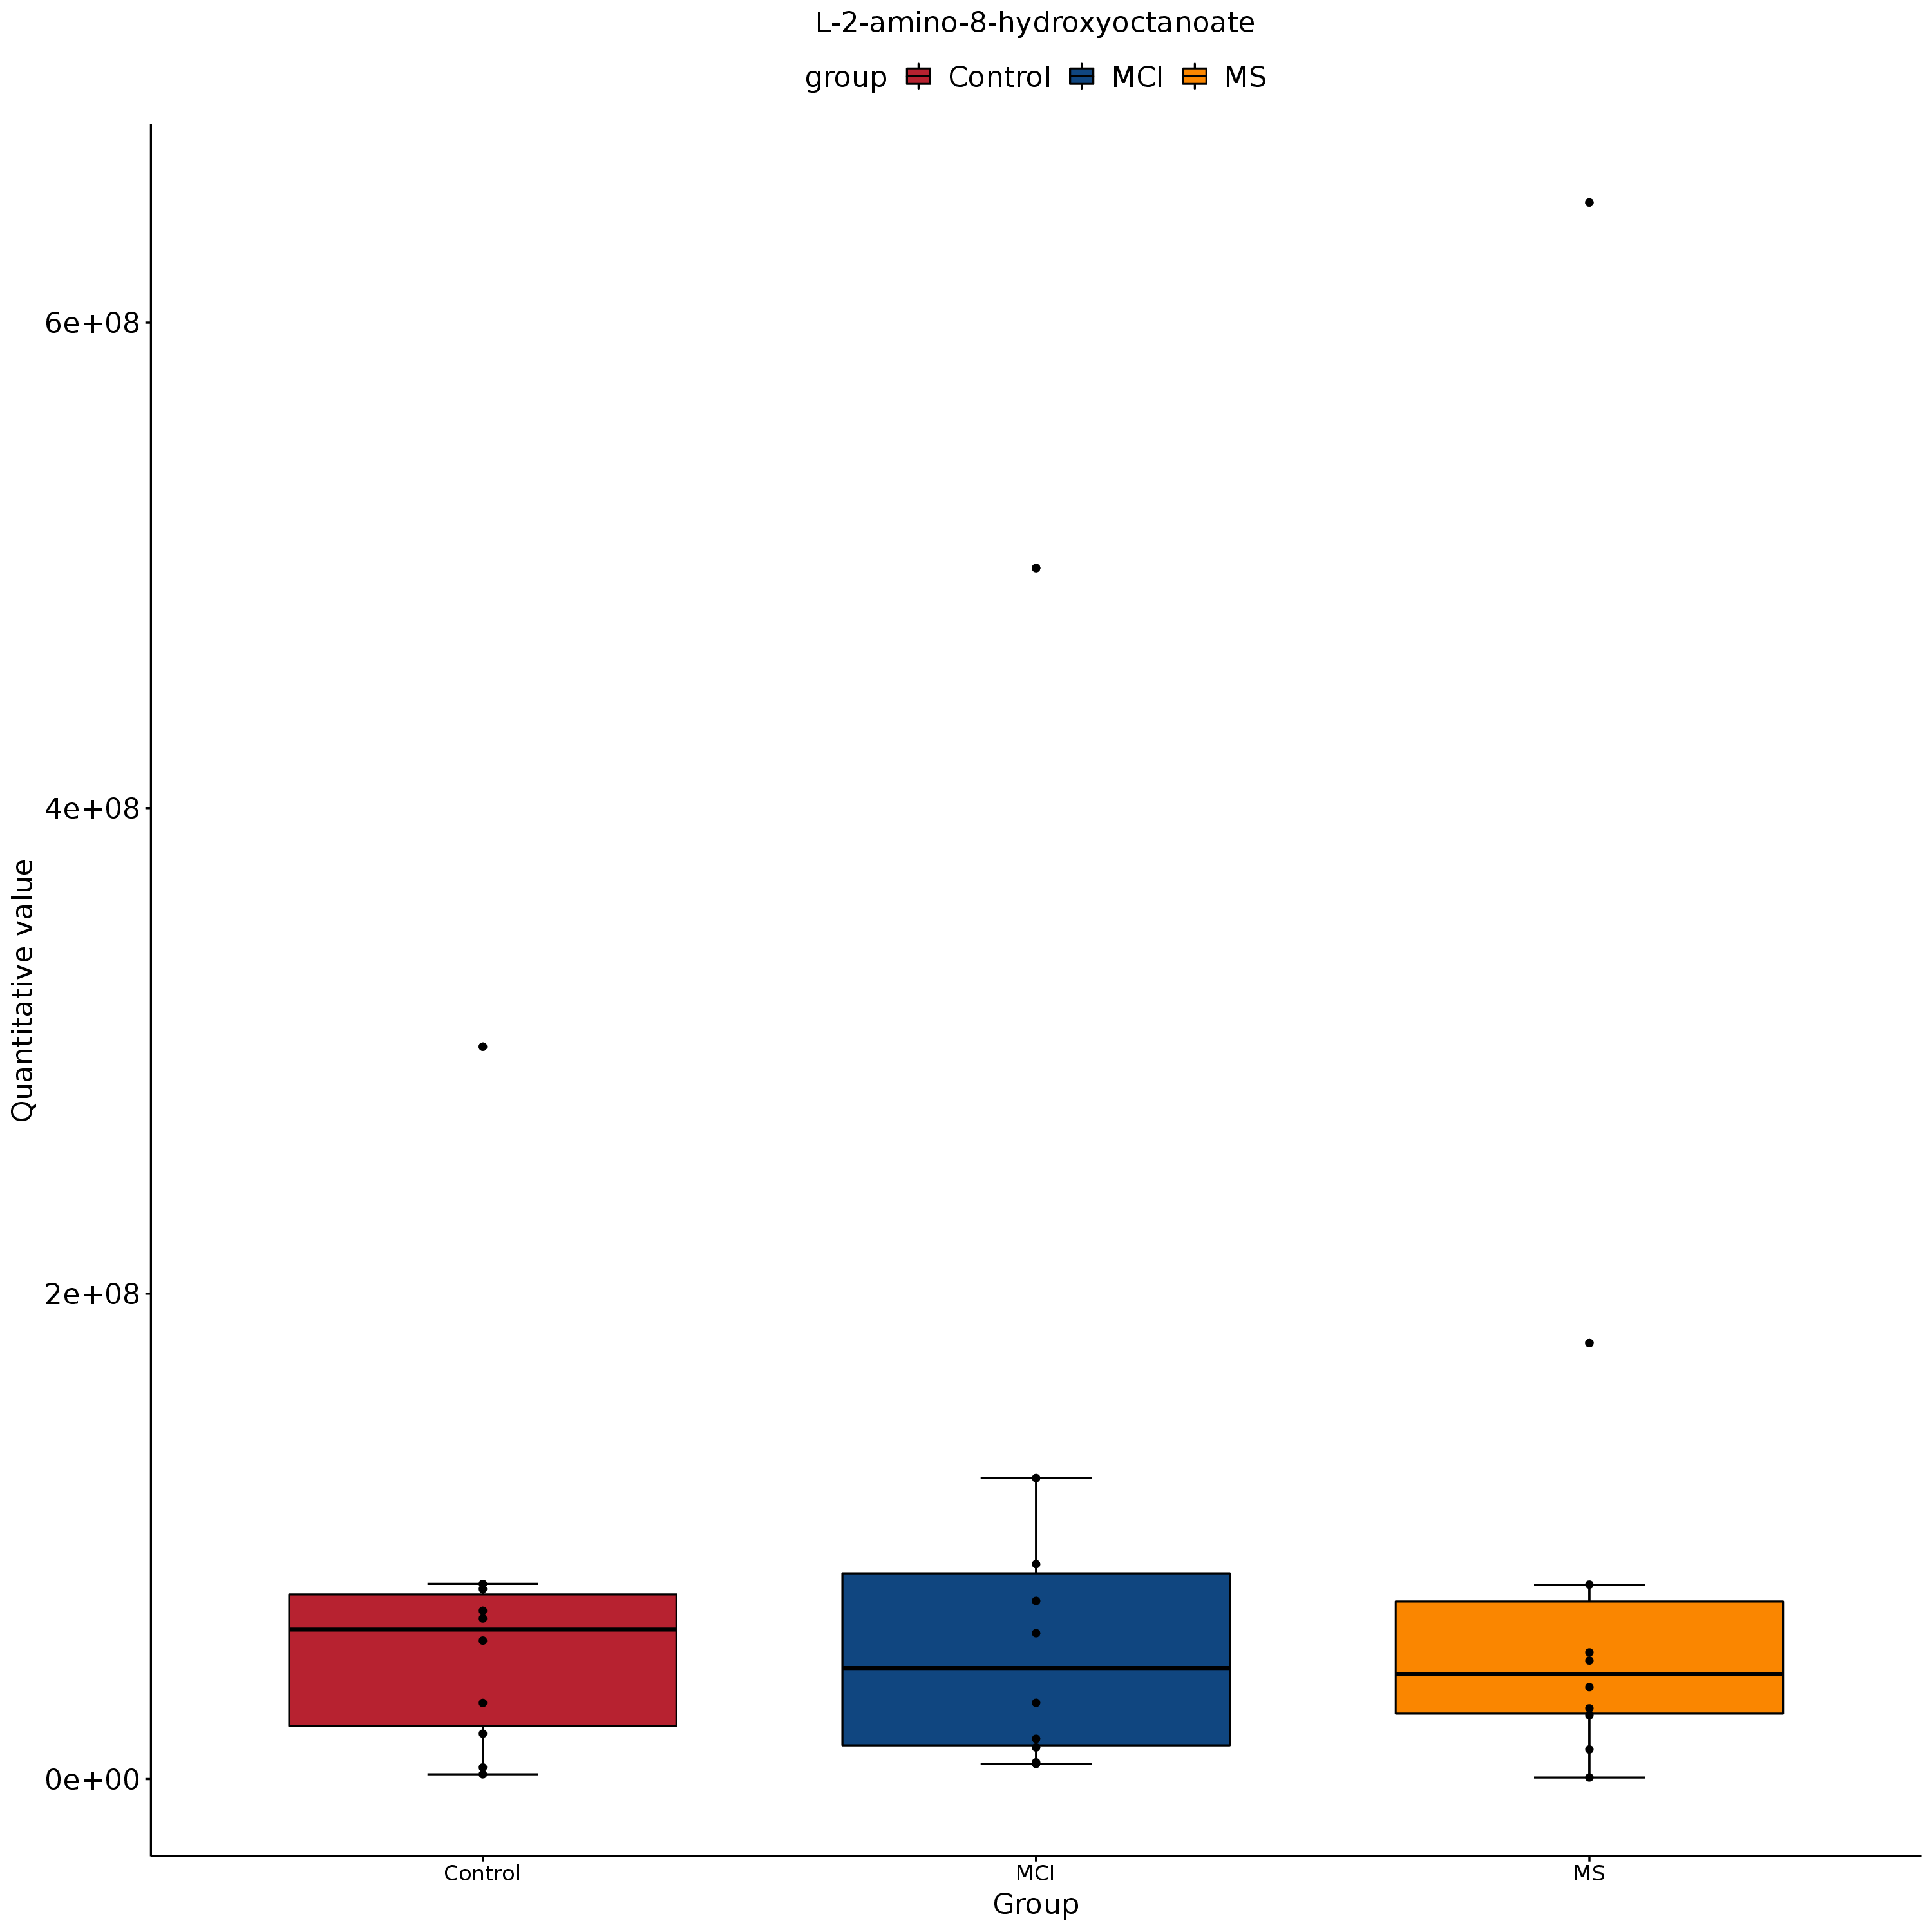 L-2-amino-8-hydroxyoctanoate
group Control MCI MS
6e+08
4e+08
2e+08
0e+00
Quantitative value
Control MCI MS
Group